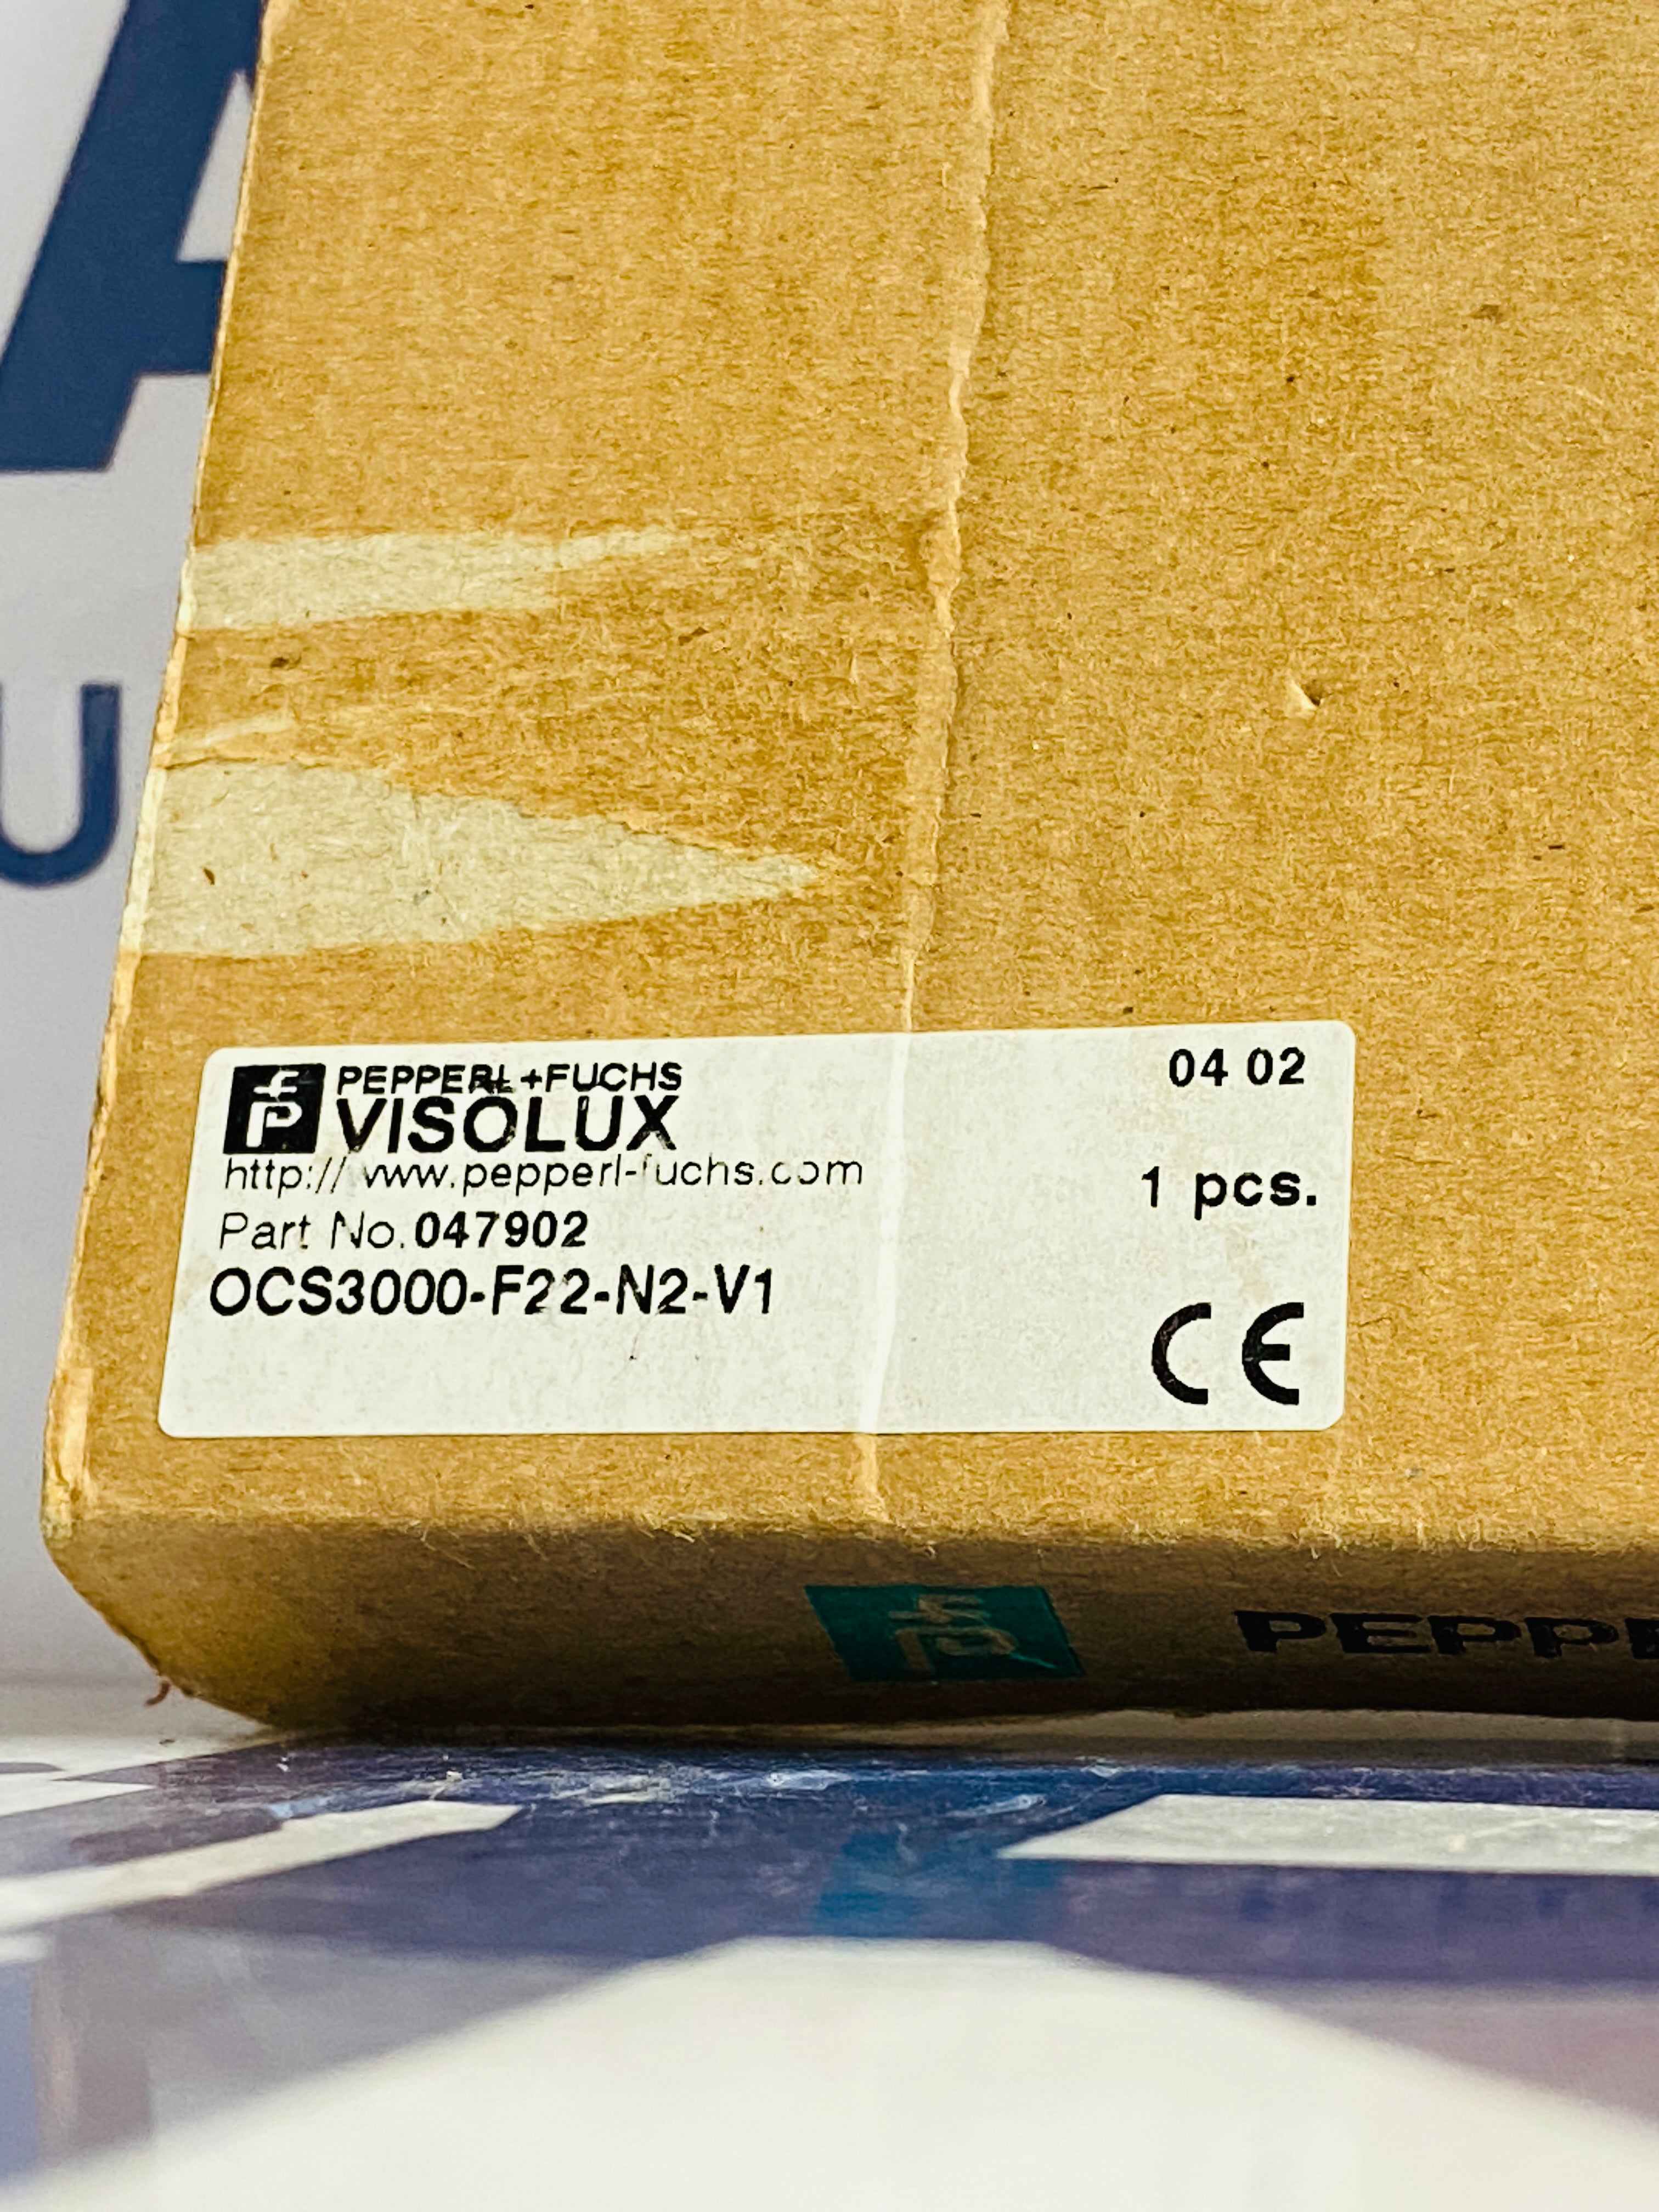 A
U
PEPPERL+FUCHS
VISOLUX
04 02
http://www.pepperl-fuchs.com
1 pcs.
Part No.047902
OCS3000-F22-N2-V1
CE
PEPPE